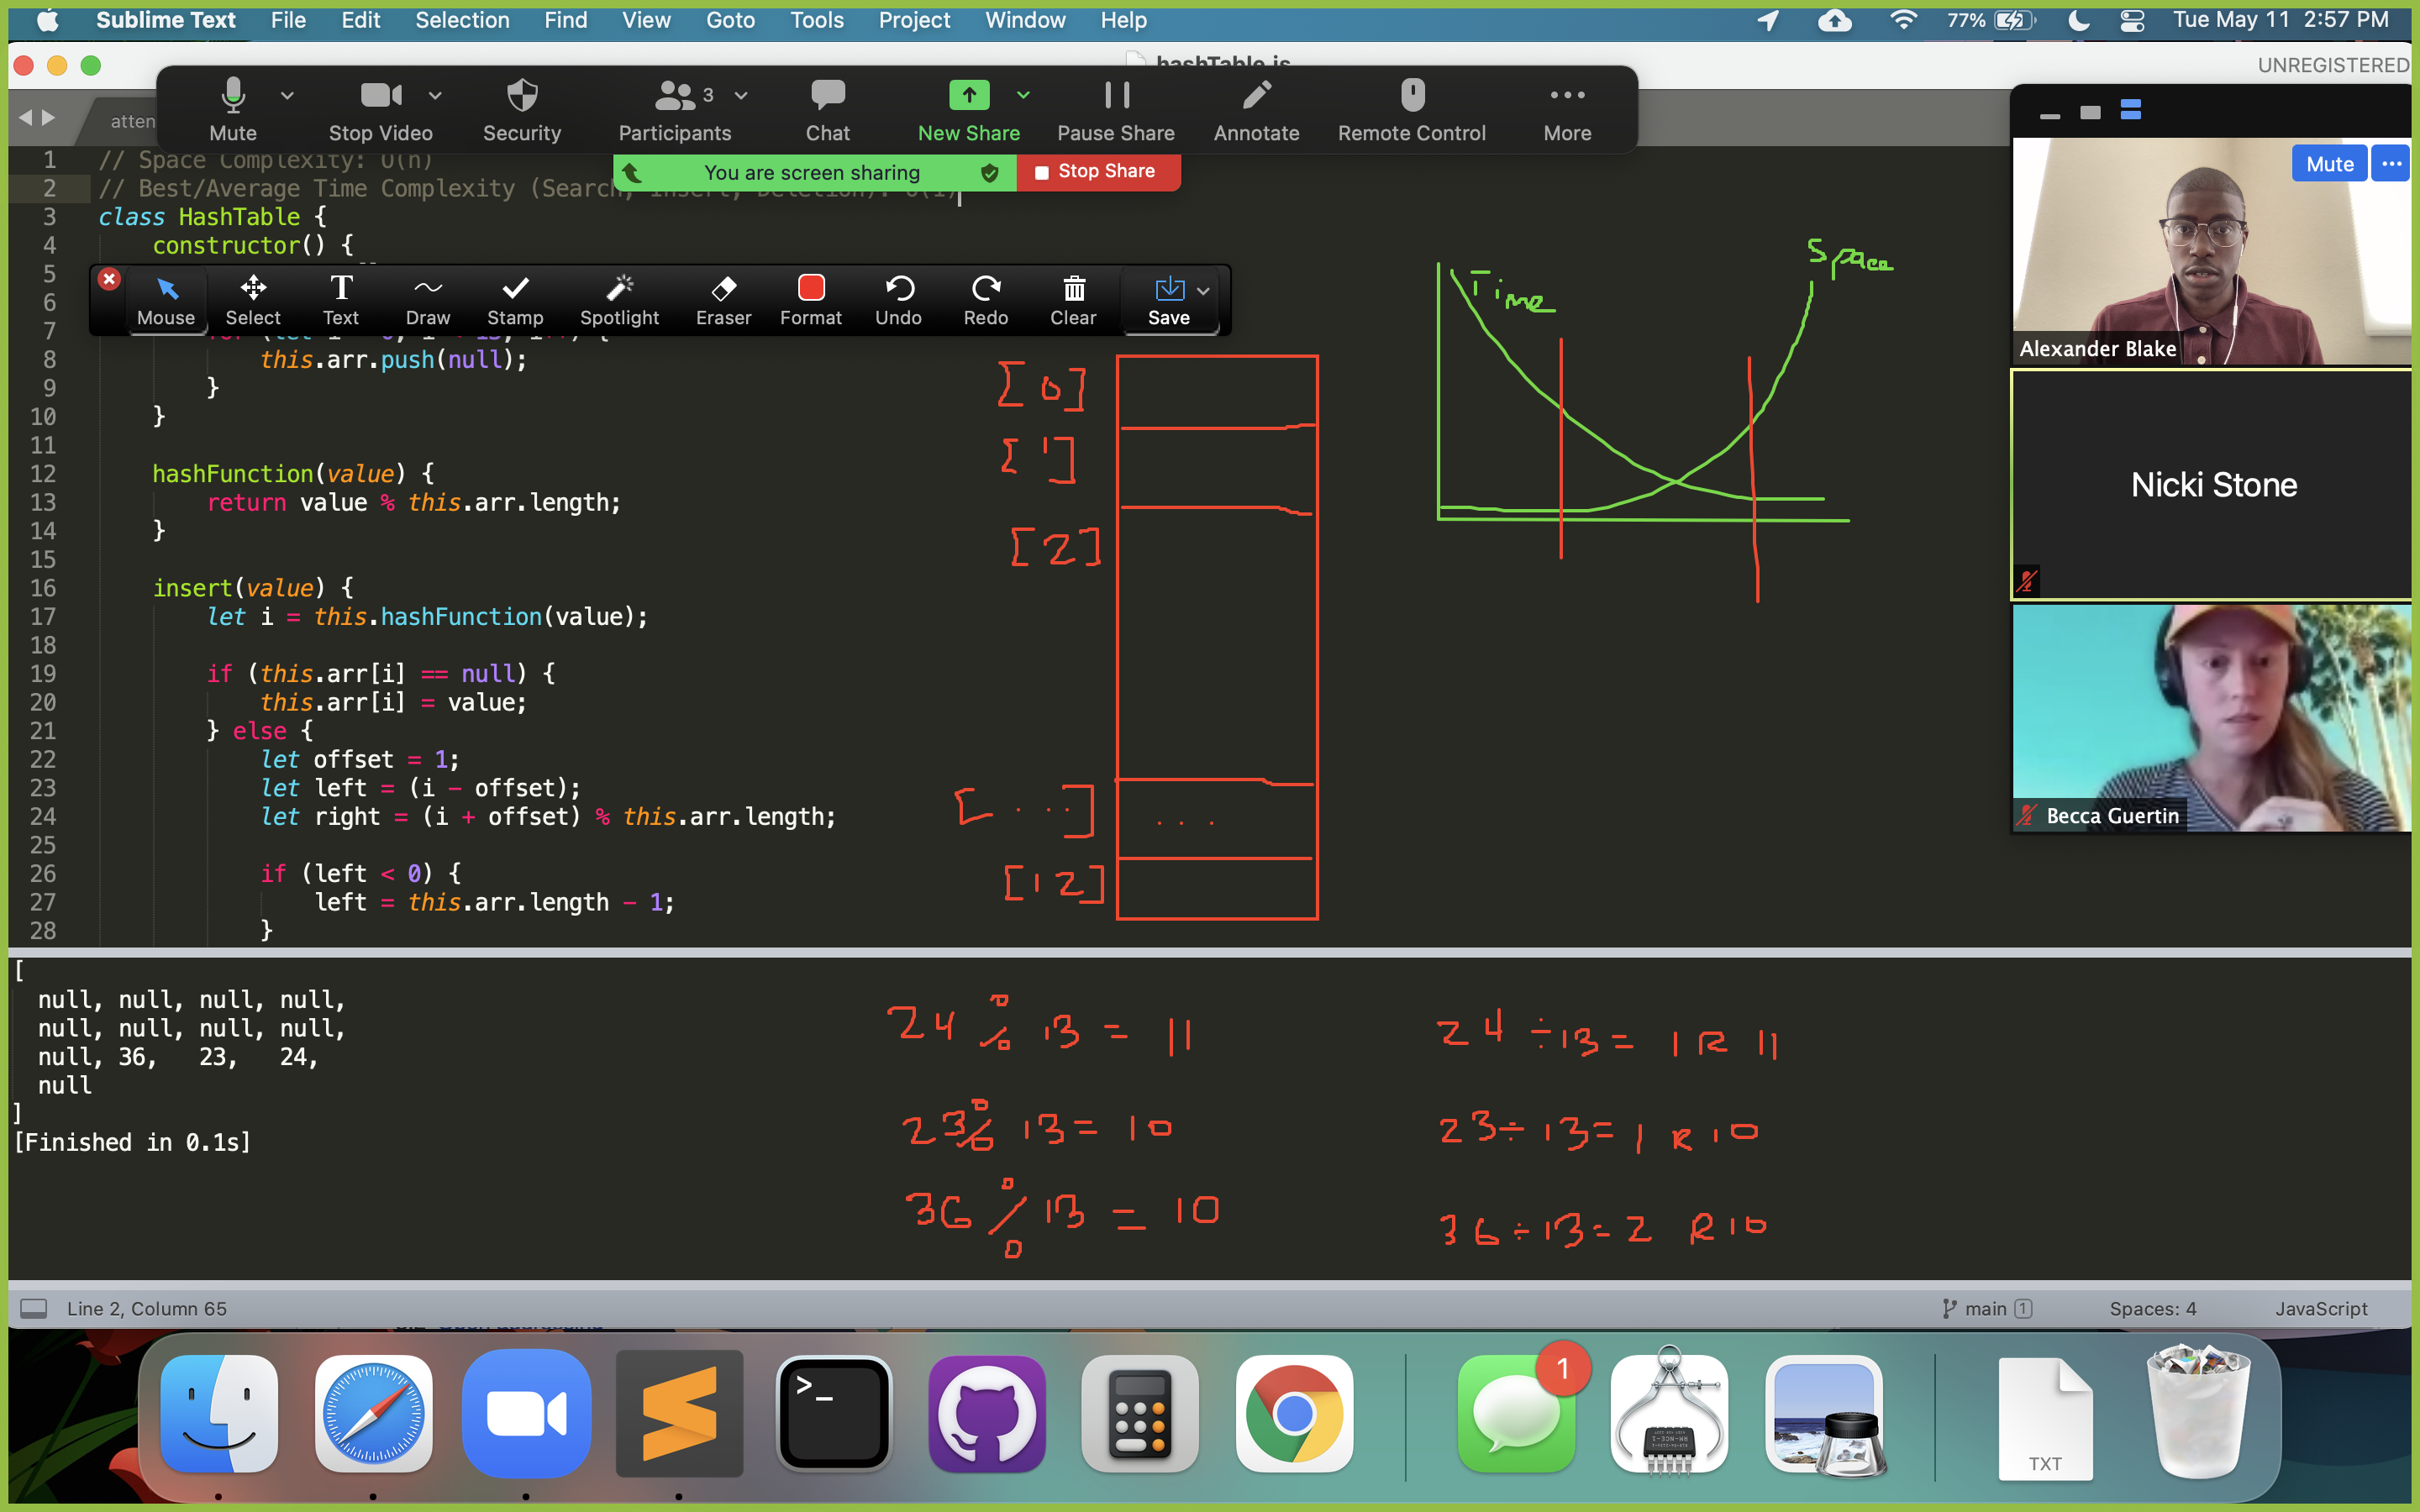 Sublime Text File Edit Selection Find View Goto Tools Project Window Help 77% Tue May 11 2:57 PM
hashTable.js UNREGISTERED
Mute Stop Video Security Participants 3 Chat New Share Pause Share Annotate Remote Control More
atten
You are screen sharing Stop Share
Mouse Select Text Draw Stamp Spotlight Eraser Format Undo Redo Clear Save
1 // Space Complexity: O(n)
2 // Best/Average Time Complexity (Search, Insert, Deletion): O(1)
3 class HashTable {
4 constructor() {
5
6
7
8 this.arr.push(null);
9 }
10 }
11
12 hashFunction(value) {
13 return value % this.arr.length;
14 }
15
16 insert(value) {
17 let i = this.hashFunction(value);
18
19 if (this.arr[i] == null) {
20 this.arr[i] = value;
21 } else {
22 let offset = 1;
23 let left = (i - offset);
24 let right = (i + offset) % this.arr.length;
25
26 if (left < 0) {
27 left = this.arr.length - 1;
28 }
[0]
[1]
[2]
[...] ...
[12]
Time
Space
Mute ...
Alexander Blake
Nicki Stone
Becca Guertin
[
null, null, null, null,
null, null, null, null,
null, 36, 23, 24,
null
]
[Finished in 0.1s]
24 % 13 = 11
23 % 13 = 10
36 % 13 = 10
24 ÷ 13 = 1 R 11
23 ÷ 13 = 1 R 10
36 ÷ 13 = 2 R 10
Line 2, Column 65 main 1 Spaces: 4 JavaScript
>_ 1 TXT